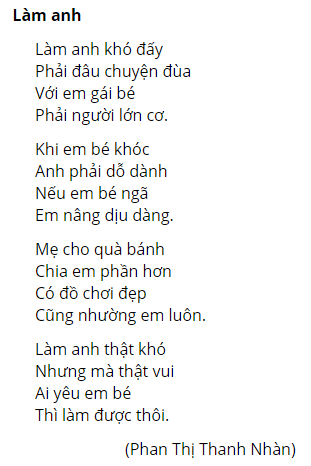 Làm anh
Làm anh khó đấy
Phải đâu chuyện đùa
Với em gái bé
Phải người lớn cơ.
Khi em bé khóc
Anh phải dỗ dành
Nếu em bé ngã
Em nâng dịu dàng.
Mẹ cho quà bánh
Chia em phần hơn
Có đồ chơi đẹp
Cũng nhường em luôn.
Làm anh thật khó
Nhưng mà thật vui
Ai yêu em bé
Thì làm được thôi.
(Phan Thị Thanh Nhàn)